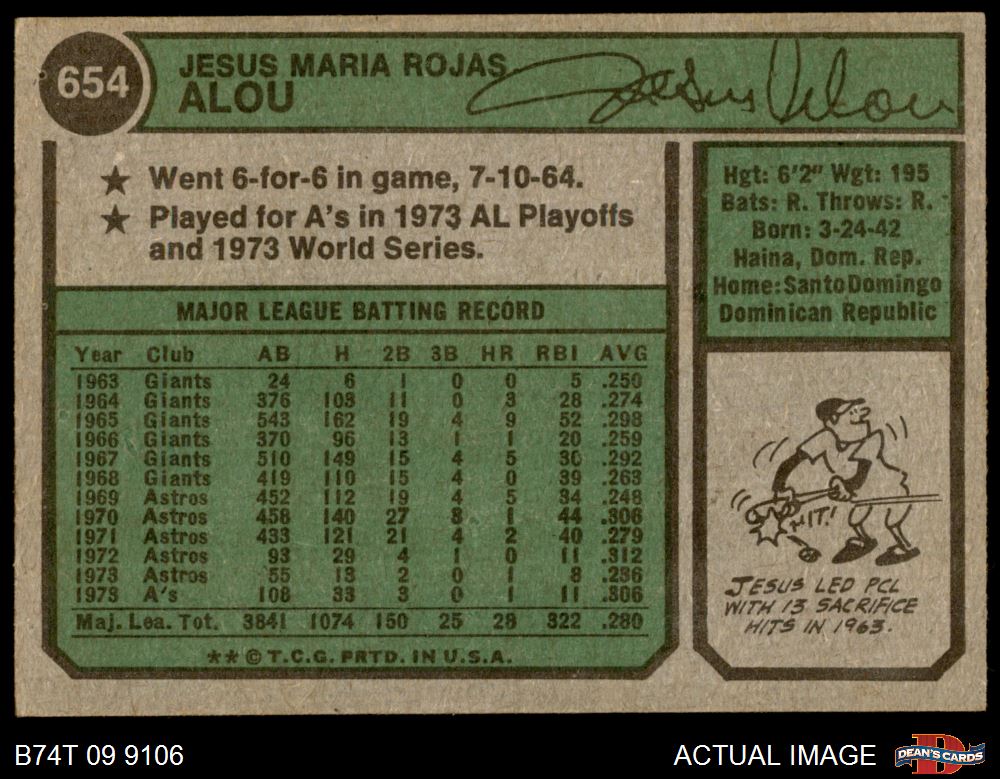 654
JESUS MARIA ROJAS
ALOU
Jesus Alou
★ Went 6-for-6 in game, 7-10-64.
★ Played for A's in 1973 AL Playoffs
and 1973 World Series.
Hgt: 6'2" Wgt: 195
Bats: R. Throws: R.
Born: 3-24-42
Haina, Dom. Rep.
Home: Santo Domingo
Dominican Republic
MAJOR LEAGUE BATTING RECORD
Year Club AB H 2B 3B HR RBI AVG
1963 Giants 24 6 1 0 0 5 .250
1964 Giants 376 103 11 0 3 28 .274
1965 Giants 543 162 19 4 9 52 .298
1966 Giants 370 96 13 1 1 20 .259
1967 Giants 510 149 15 4 5 30 .292
1968 Giants 419 110 15 4 0 39 .263
1969 Astros 452 112 19 4 5 34 .248
1970 Astros 458 140 27 8 1 44 .306
1971 Astros 433 121 21 4 2 40 .279
1972 Astros 93 29 4 1 0 11 .312
1973 Astros 55 13 2 0 1 8 .236
1973 A's 108 33 3 0 1 11 .306
Maj. Lea. Tot. 3841 1074 150 25 28 322 .280
** © T.C.G. PRTD. IN U.S.A.
HIT!
JESUS LED PCL
WITH 13 SACRIFICE
HITS IN 1963.
B74T 09 9106
ACTUAL IMAGE
DEAN'S CARDS